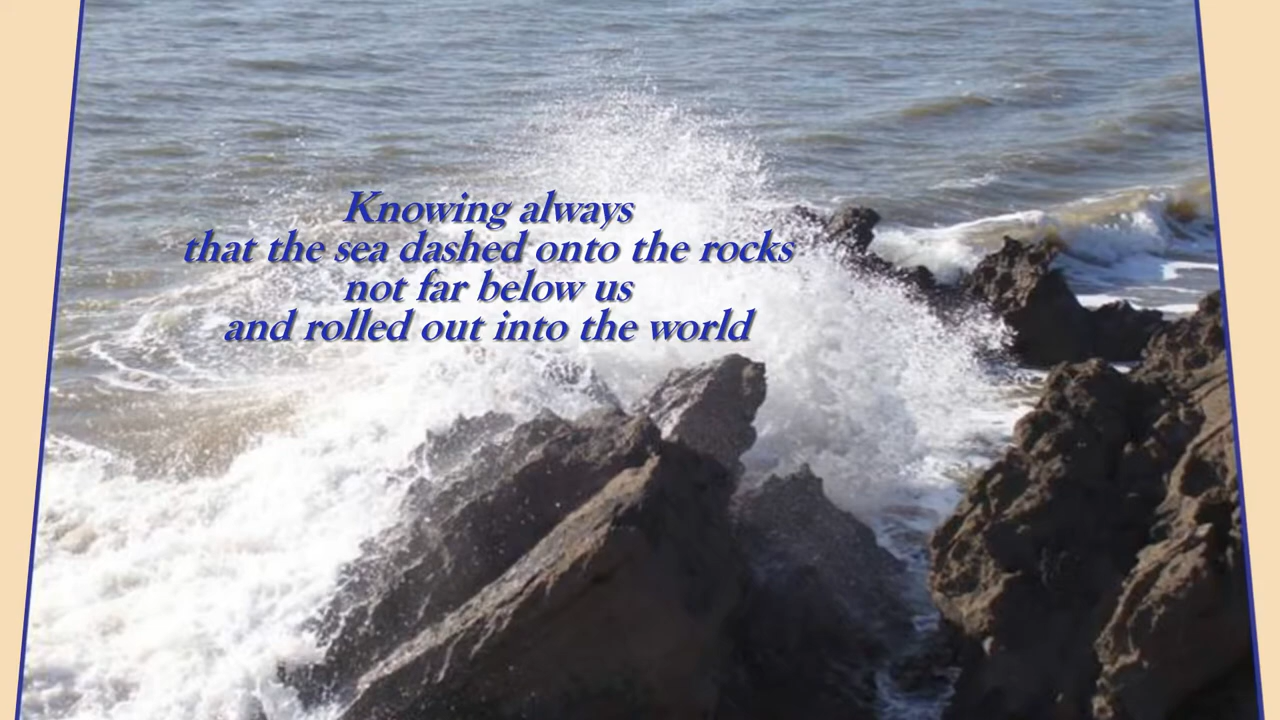 Knowing always
that the sea dashed onto the rocks
not far below us
and rolled out into the world